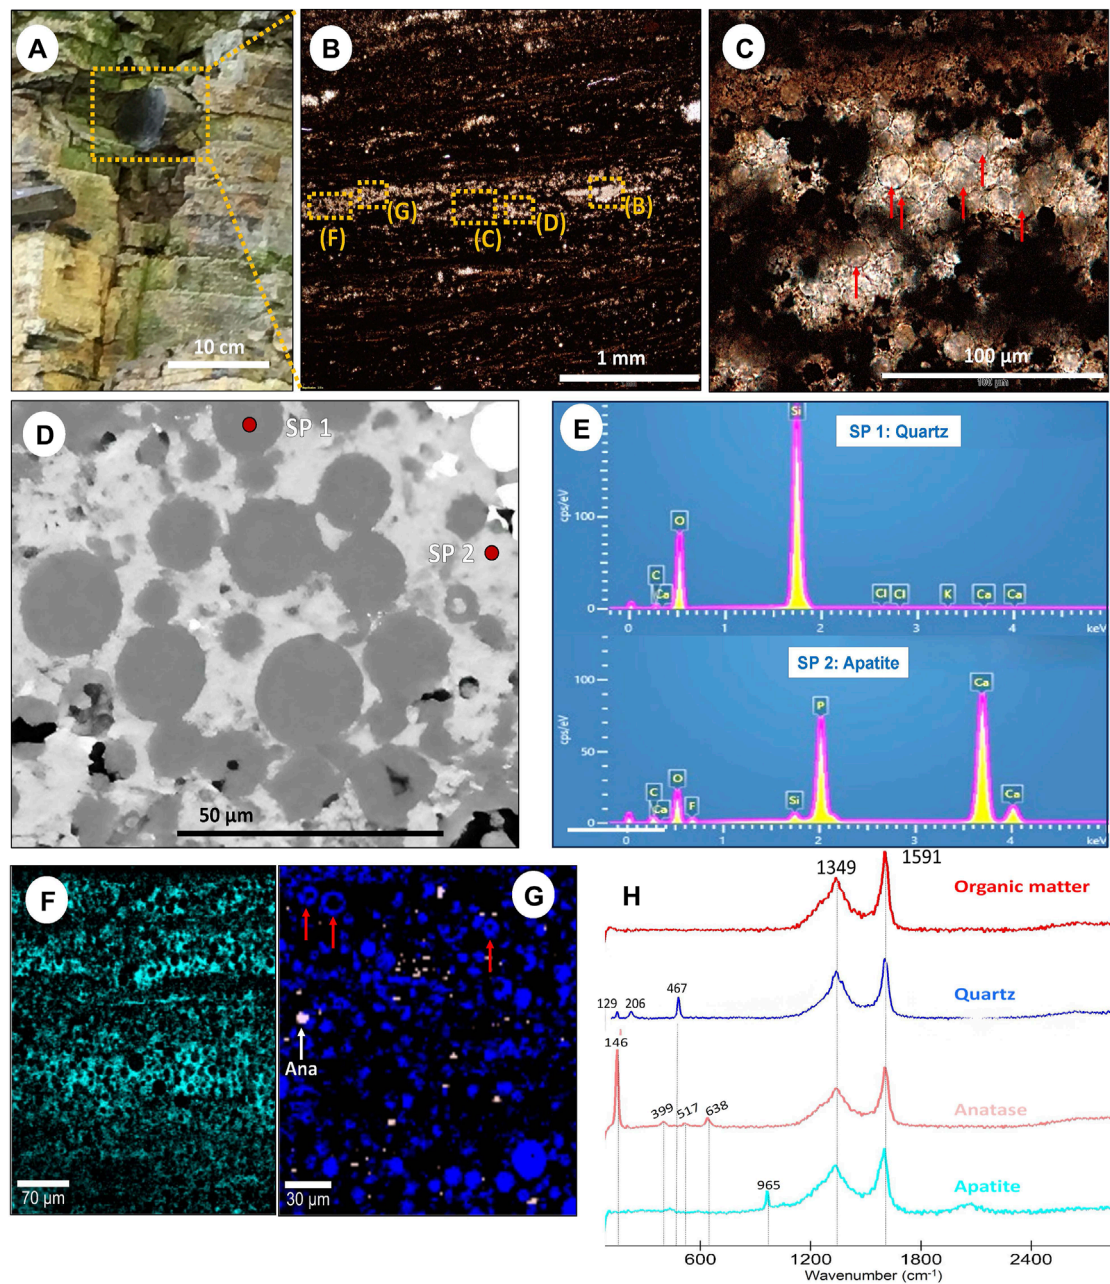 A
10 cm
B
(F)
(G)
(C)
(D)
(B)
1 mm
C
100 µm
100 µm
D
SP 1
SP 2
50 µm
E
SP 1: Quartz
Si
O
C
Ca
Cl
Cl
K
Ca
Ca
cps/eV
100
0
0
2
3
4
keV
SP 2: Apatite
Ca
P
O
C
Ca
F
Si
Ca
cps/eV
100
50
0
0
2
3
4
keV
F
70 µm
G
Ana
30 µm
H
1349
1591
Organic matter
129
206
467
Quartz
146
399
517
638
Anatase
965
Apatite
600
1200
1800
2400
Wavenumber (cm-1)